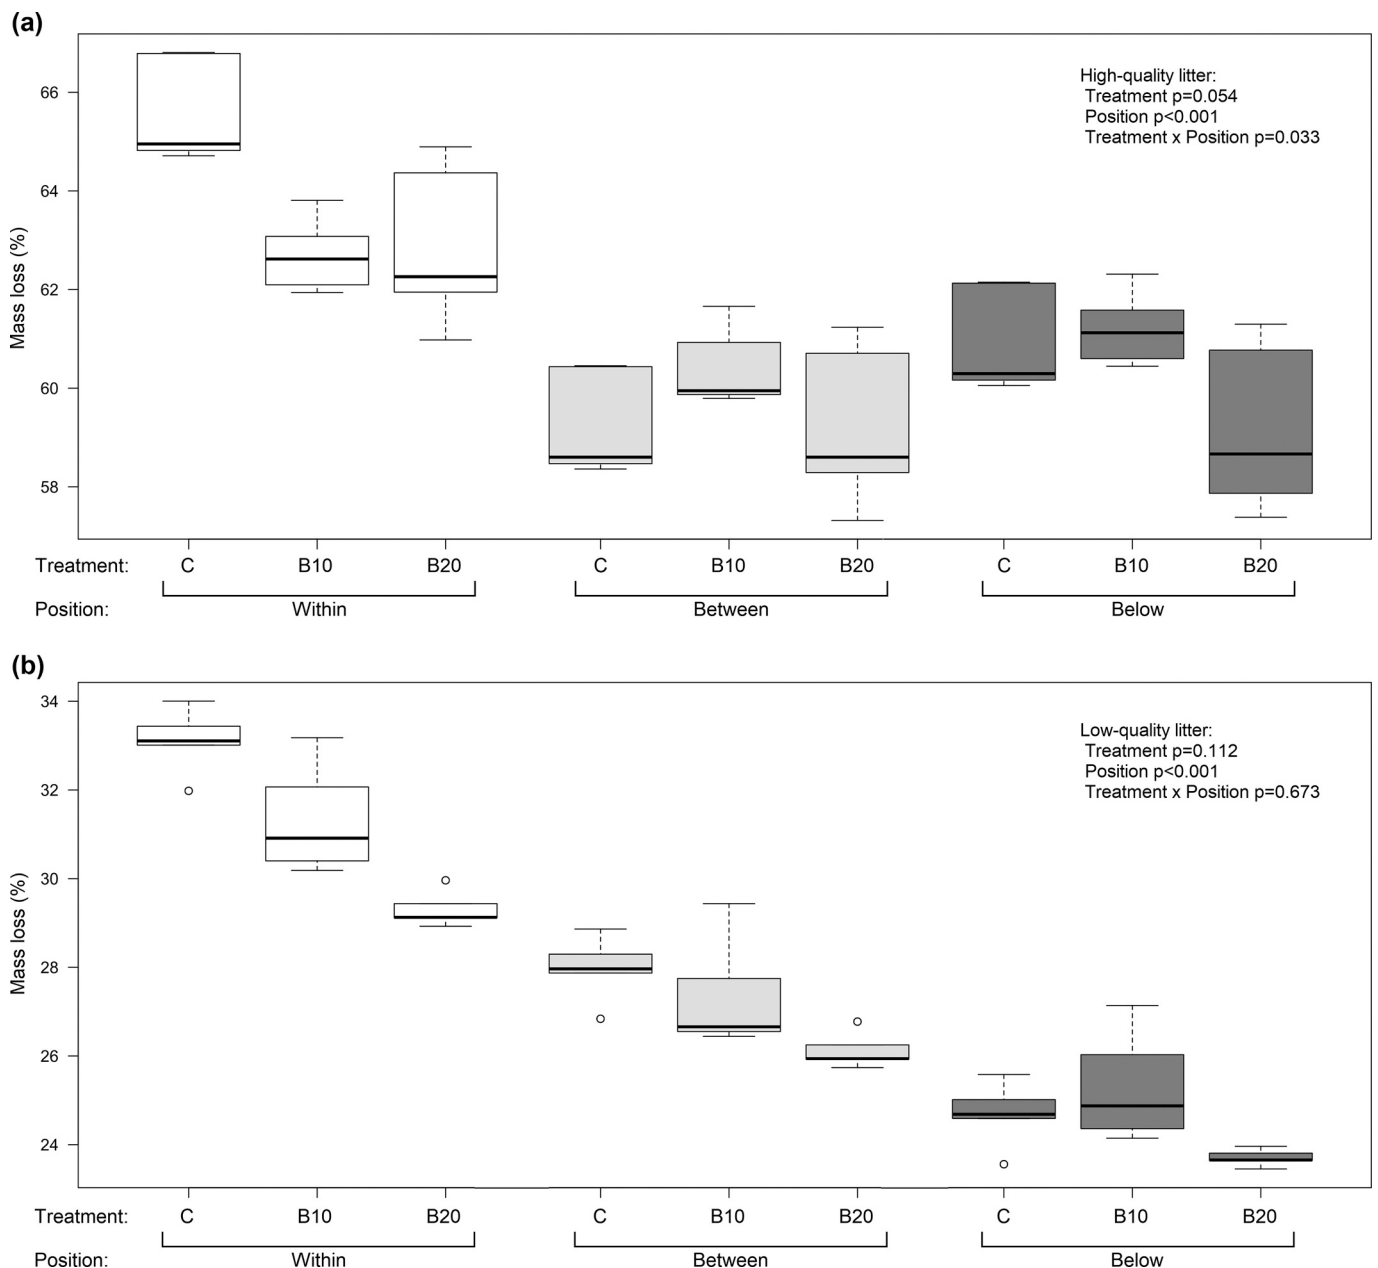 (a)
High-quality litter:
Treatment p=0.054
Position p<0.001
Treatment x Position p=0.033
66
64
62
60
58
Mass loss (%)
Treatment: C B10 B20 C B10 B20 C B10 B20
Position: Within Between Below
(b)
Low-quality litter:
Treatment p=0.112
Position p<0.001
Treatment x Position p=0.673
34
32
30
28
26
24
Mass loss (%)
Treatment: C B10 B20 C B10 B20 C B10 B20
Position: Within Between Below